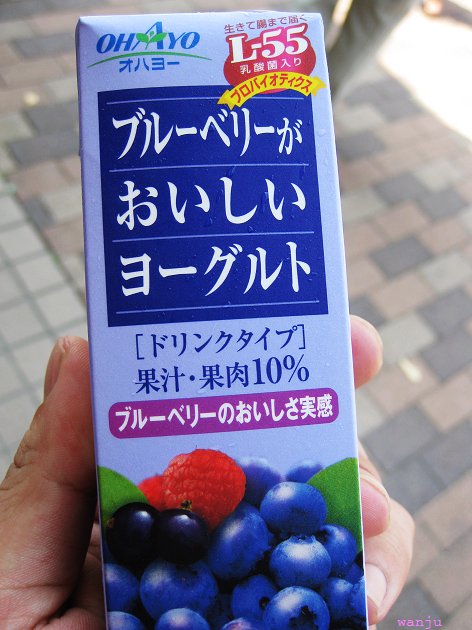 OHAYO
オハヨー
生きて腸まで届く
L-55
乳酸菌入り
プロバイオティクス
ブルーベリーが
おいしい
ヨーグルト
[ドリンクタイプ]
果汁・果肉10%
ブルーベリーのおいしさ実感
wanju